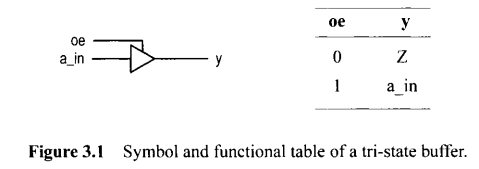 oe
a_in
y
oe y
0 Z
1 a_in
Figure 3.1 Symbol and functional table of a tri-state buffer.